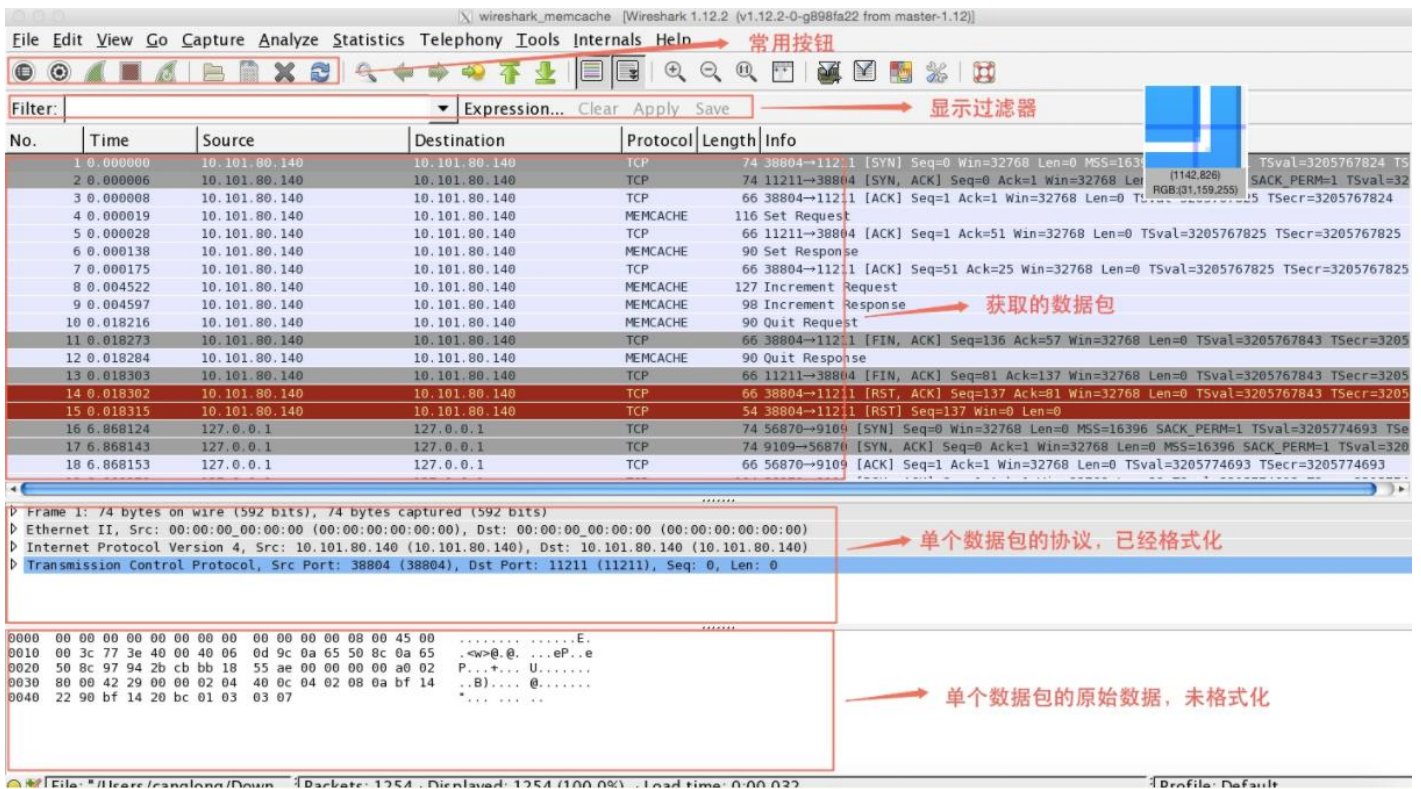 wireshark_memcache [Wireshark 1.12.2 (v1.12.2-0-g898fa22 from master-1.12)]
File Edit View Go Capture Analyze Statistics Telephony Tools Internals Help
常用按钮
Filter: Expression... Clear Apply Save
显示过滤器
No. Time Source Destination Protocol Length Info
1 0.000000 10.101.80.140 10.101.80.140 TCP 74 38804→11211 [SYN] Seq=0 Win=32768 Len=0 TSval=3205767824 TS
(1142,826)
RGB:(31,159,255)
2 0.000006 10.101.80.140 10.101.80.140 TCP 74 11211→38804 [SYN, ACK] Seq=0 Ack=1 Win=32768 SACK_PERM=1 TSval=32
3 0.000008 10.101.80.140 10.101.80.140 TCP 66 38804→11211 [ACK] Seq=1 Ack=1 Win=32768 Len=0 TSecr=3205767824
4 0.000019 10.101.80.140 10.101.80.140 MEMCACHE 116 Set Request
5 0.000028 10.101.80.140 10.101.80.140 TCP 66 11211→38804 [ACK] Seq=1 Ack=51 Win=32768 Len=0 TSval=3205767825 TSecr=3205767825
6 0.000138 10.101.80.140 10.101.80.140 MEMCACHE 90 Set Response
7 0.000175 10.101.80.140 10.101.80.140 TCP 66 38804→11211 [ACK] Seq=51 Ack=25 Win=32768 Len=0 TSval=3205767825 TSecr=3205767825
8 0.004522 10.101.80.140 10.101.80.140 MEMCACHE 127 Increment Request
9 0.004597 10.101.80.140 10.101.80.140 MEMCACHE 98 Increment Response
获取的数据包
10 0.018216 10.101.80.140 10.101.80.140 MEMCACHE 90 Quit Request
11 0.018273 10.101.80.140 10.101.80.140 TCP 66 38804→11211 [FIN, ACK] Seq=136 Ack=57 Win=32768 Len=0 TSval=3205767843 TSecr=3205
12 0.018284 10.101.80.140 10.101.80.140 MEMCACHE 90 Quit Response
13 0.018303 10.101.80.140 10.101.80.140 TCP 66 11211→38804 [FIN, ACK] Seq=81 Ack=137 Win=32768 Len=0 TSval=3205767843 TSecr=3205
14 0.018302 10.101.80.140 10.101.80.140 TCP 66 38804→11211 [RST, ACK] Seq=137 Ack=81 Win=32768 Len=0 TSval=3205767843 TSecr=3205
15 0.018315 10.101.80.140 10.101.80.140 TCP 54 38804→11211 [RST] Seq=137 Win=0 Len=0
16 6.868124 127.0.0.1 127.0.0.1 TCP 74 56870→9109 [SYN] Seq=0 Win=32768 Len=0 MSS=16396 SACK_PERM=1 TSval=3205774693 TSe
17 6.868143 127.0.0.1 127.0.0.1 TCP 74 9109→56870 [SYN, ACK] Seq=0 Ack=1 Win=32768 Len=0 MSS=16396 SACK_PERM=1 TSval=320
18 6.868153 127.0.0.1 127.0.0.1 TCP 66 56870→9109 [ACK] Seq=1 Ack=1 Win=32768 Len=0 TSval=3205774693 TSecr=3205774693
Frame 1: 74 bytes on wire (592 bits), 74 bytes captured (592 bits)
Ethernet II, Src: 00:00:00_00:00:00 (00:00:00:00:00:00), Dst: 00:00:00_00:00:00 (00:00:00:00:00:00)
Internet Protocol Version 4, Src: 10.101.80.140 (10.101.80.140), Dst: 10.101.80.140 (10.101.80.140)
Transmission Control Protocol, Src Port: 38804 (38804), Dst Port: 11211 (11211), Seq: 0, Len: 0
单个数据包的协议，已经格式化
0000 00 00 00 00 00 00 00 00 00 00 00 00 08 00 45 00 ........ ......E.
0010 00 3c 77 3e 40 00 40 06 0d 9c 0a 65 50 8c 0a 65 .<w>@.@. ...eP..e
0020 50 8c 97 94 2b cb bb 18 55 ae 00 00 00 00 a0 02 P...+... U.......
0030 80 00 42 29 00 00 02 04 40 0c 04 02 08 0a bf 14 ..B).... @.......
0040 22 90 bf 14 20 bc 01 03 03 07 "... ... ..
单个数据包的原始数据，未格式化
File: "/Users/canglong/Down... Packets: 1254 · Displayed: 1254 (100.0%) · Load time: 0:00.032 Profile: Default